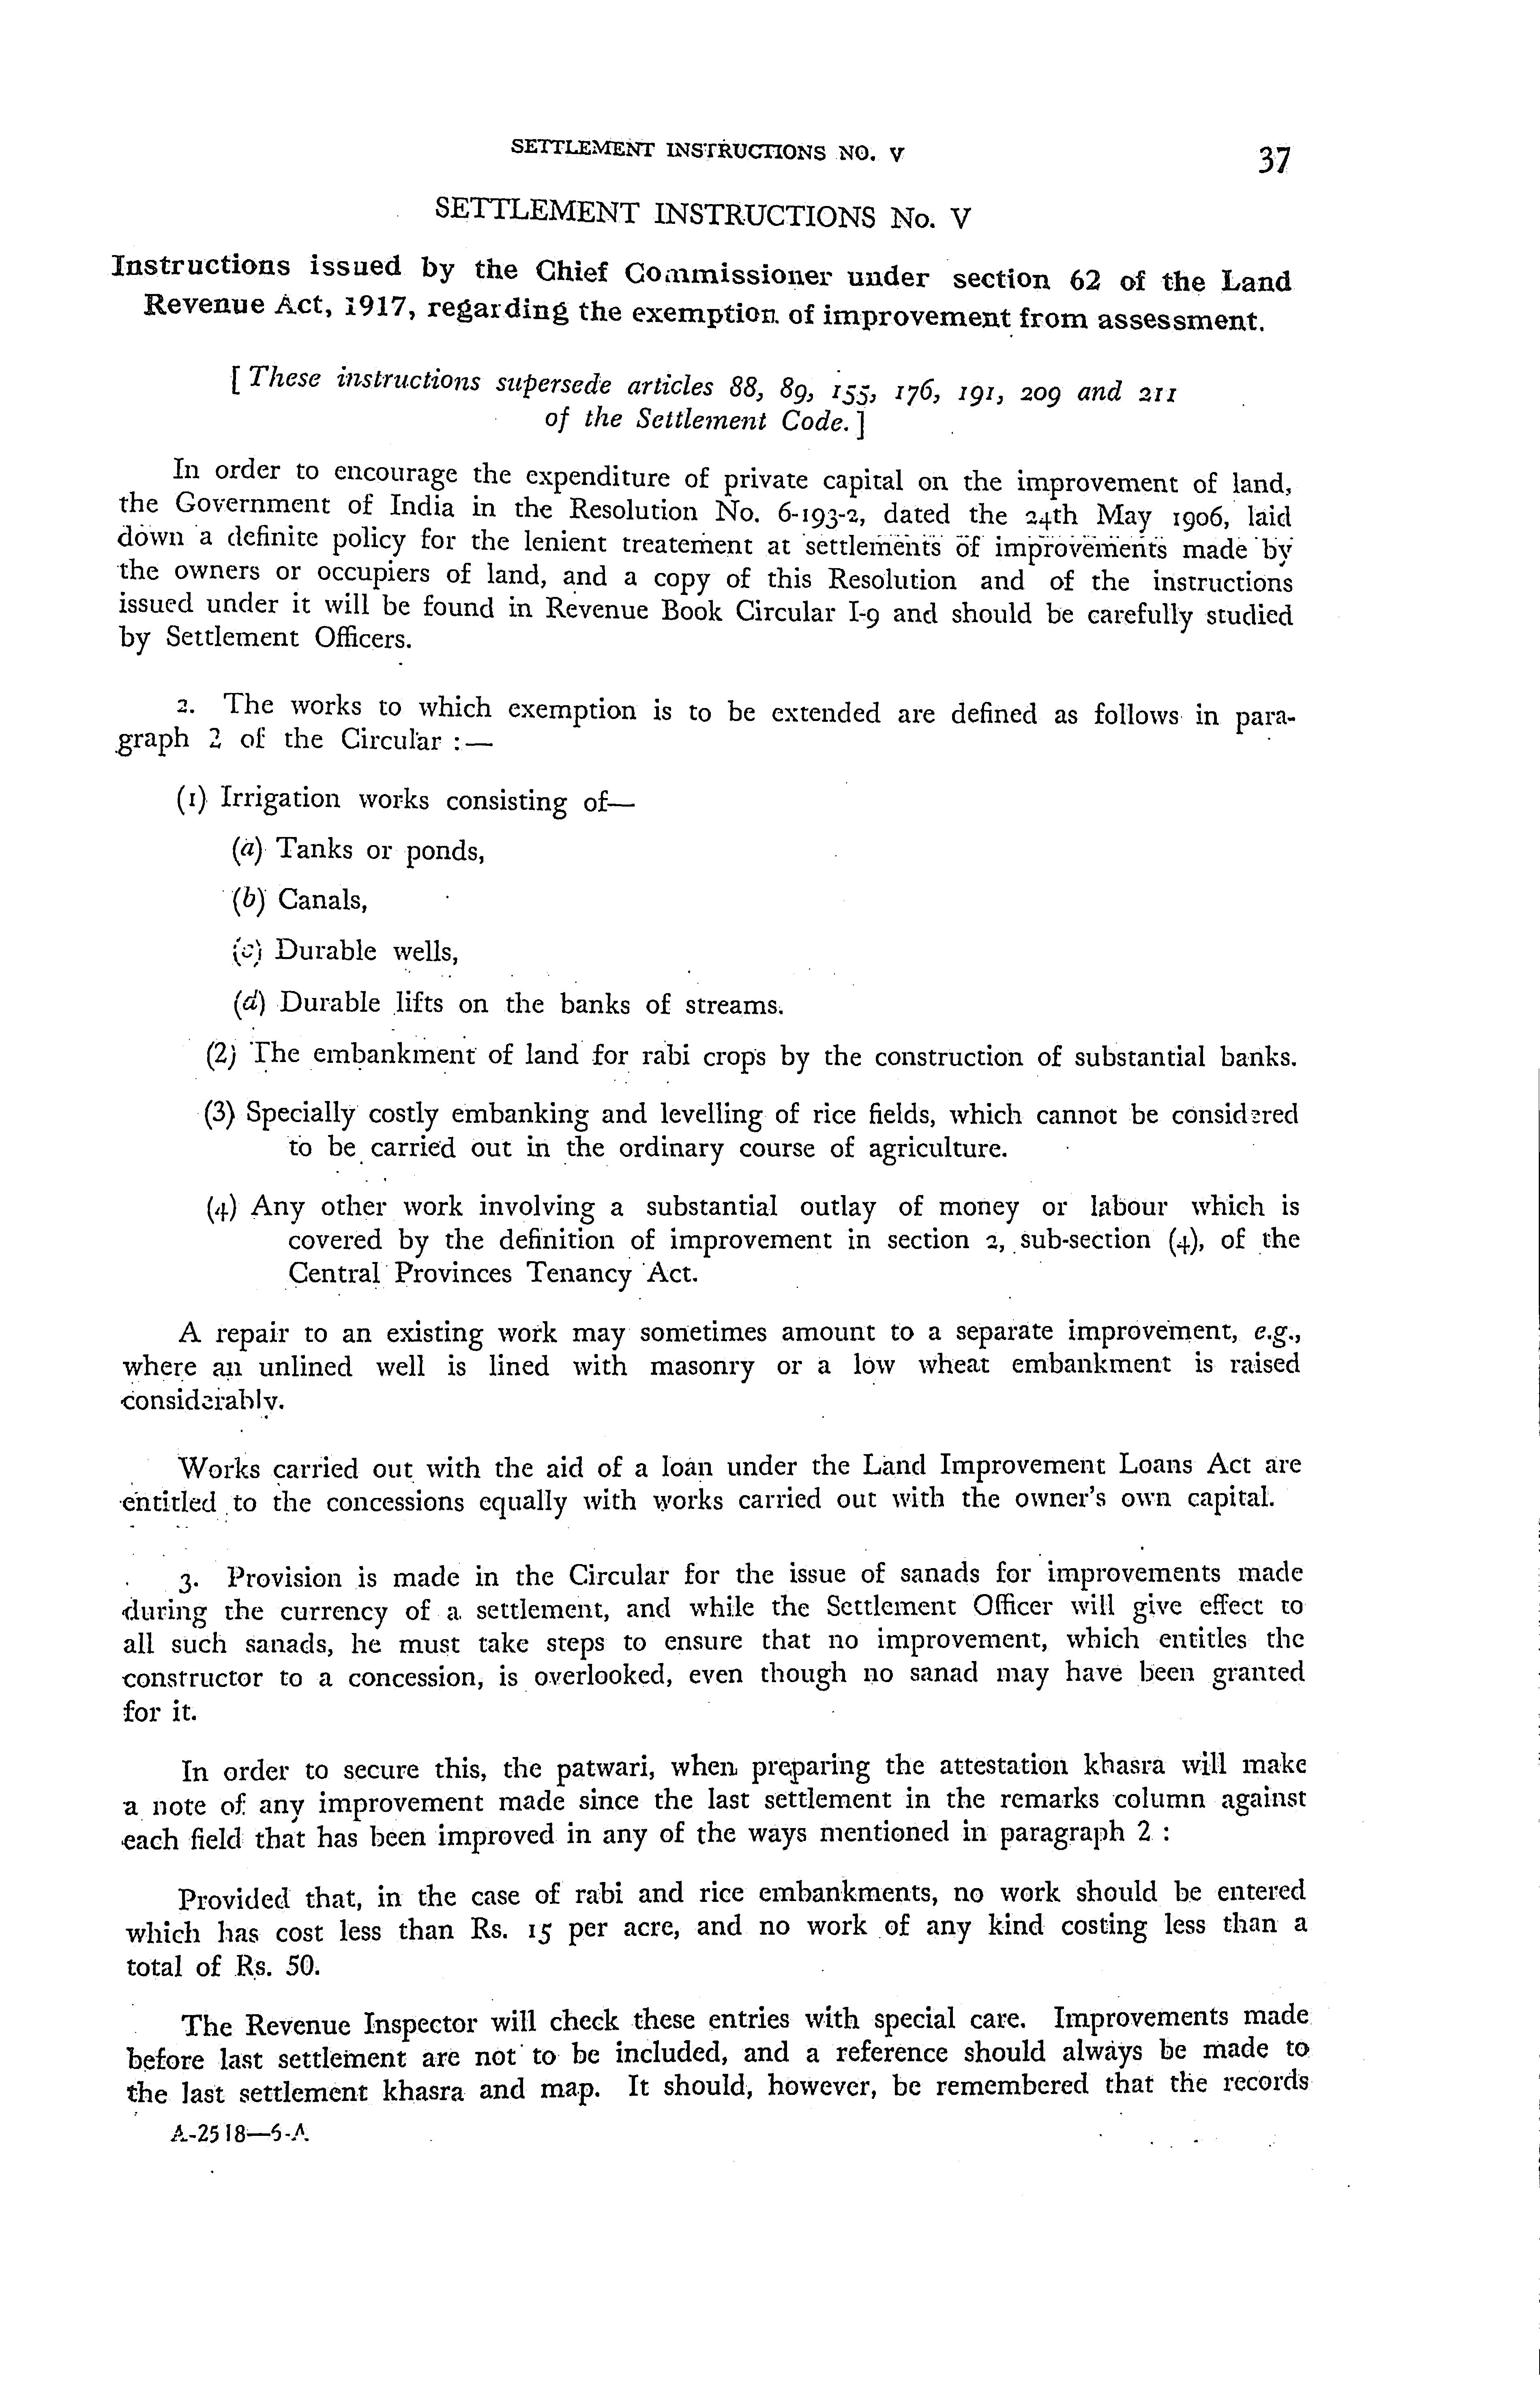 SETTLEMENT INSTRUCTIONS NO. V
37
SETTLEMENT INSTRUCTIONS No. V
Instructions issued by the Chief Commissioner under section 62 of the Land
Revenue Act, 1917, regarding the exemption of improvement from assessment.
[ These instructions supersede articles 88, 89, 155, 176, 191, 209 and 211
of the Settlement Code. ]
In order to encourage the expenditure of private capital on the improvement of land,
the Government of India in the Resolution No. 6-193-2, dated the 24th May 1906, laid
down a definite policy for the lenient treatement at settlements of improvements made by
the owners or occupiers of land, and a copy of this Resolution and of the instructions
issued under it will be found in Revenue Book Circular I-9 and should be carefully studied
by Settlement Officers.
2. The works to which exemption is to be extended are defined as follows in para-
graph 2 of the Circular :—
(1) Irrigation works consisting of—
(a) Tanks or ponds,
(b) Canals,
(c) Durable wells,
(d) Durable lifts on the banks of streams.
(2) The embankment of land for rabi crops by the construction of substantial banks.
(3) Specially costly embanking and levelling of rice fields, which cannot be considered
to be carried out in the ordinary course of agriculture.
(4) Any other work involving a substantial outlay of money or labour which is
covered by the definition of improvement in section 2, sub-section (4), of the
Central Provinces Tenancy Act.
A repair to an existing work may sometimes amount to a separate improvement, e.g.,
where an unlined well is lined with masonry or a low wheat embankment is raised
considerably.
Works carried out with the aid of a loan under the Land Improvement Loans Act are
entitled to the concessions equally with works carried out with the owner's own capital.
3. Provision is made in the Circular for the issue of sanads for improvements made
during the currency of a settlement, and while the Settlement Officer will give effect to
all such sanads, he must take steps to ensure that no improvement, which entitles the
constructor to a concession, is overlooked, even though no sanad may have been granted
for it.
In order to secure this, the patwari, when preparing the attestation khasra will make
a note of any improvement made since the last settlement in the remarks column against
each field that has been improved in any of the ways mentioned in paragraph 2 :
Provided that, in the case of rabi and rice embankments, no work should be entered
which has cost less than Rs. 15 per acre, and no work of any kind costing less than a
total of Rs. 50.
The Revenue Inspector will check these entries with special care. Improvements made
before last settlement are not to be included, and a reference should always be made to
the last settlement khasra and map. It should, however, be remembered that the records
A-2518—6-A.